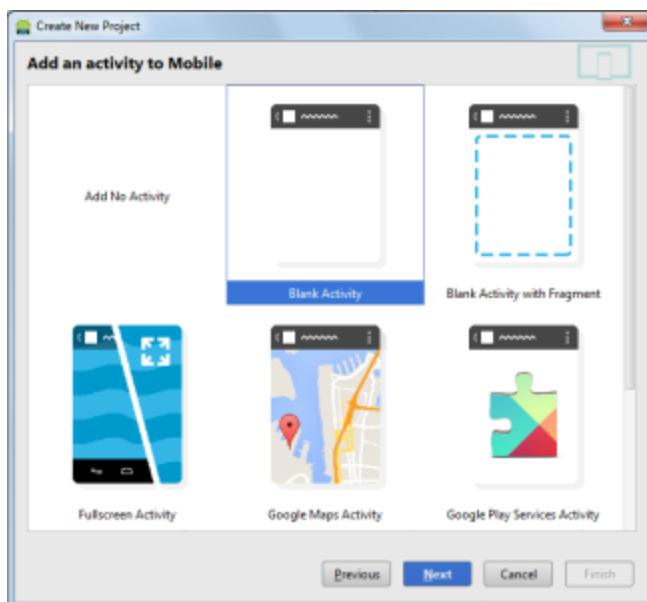 Create New Project
Add an activity to Mobile
Add No Activity
Blank Activity
Blank Activity with Fragment
Fullscreen Activity
Google Maps Activity
Google Play Services Activity
Previous
Next
Cancel
Finish